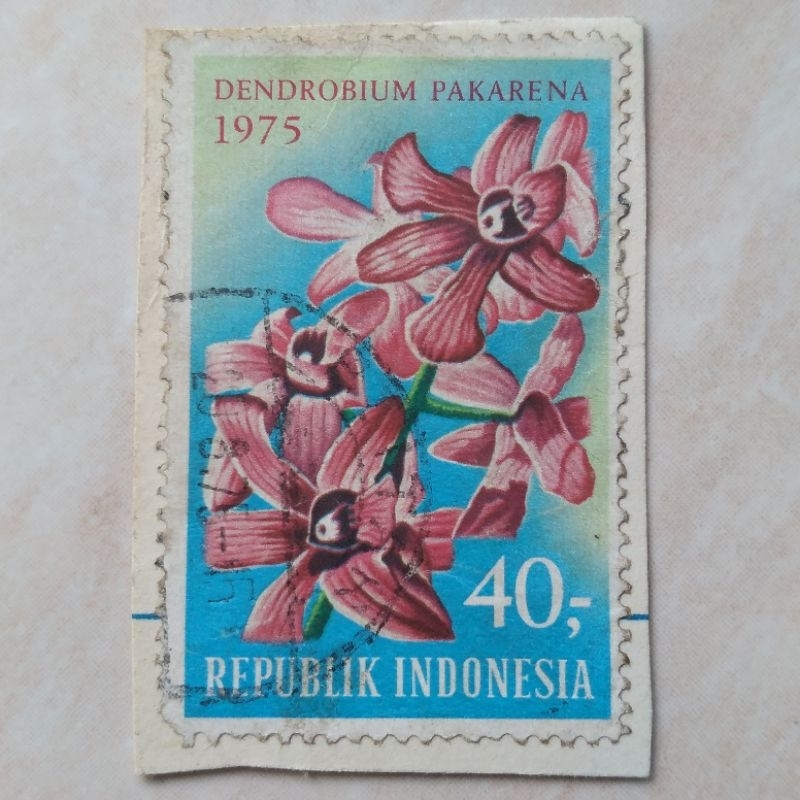 DENDROBIUM PAKARENA
1975
40,-
REPUBLIK INDONESIA